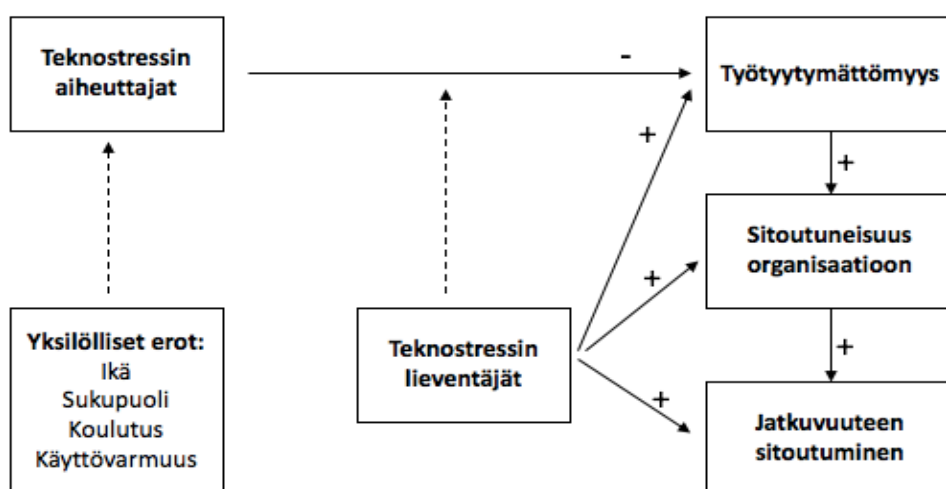 Teknostressin
aiheuttajat
-
Työtyytymättömyys
+
+
Sitoutuneisuus
organisaatioon
+
+
Yksilölliset erot:
Ikä
Sukupuoli
Koulutus
Käyttövarmuus
Teknostressin
lieventäjät
+
Jatkuvuuteen
sitoutuminen